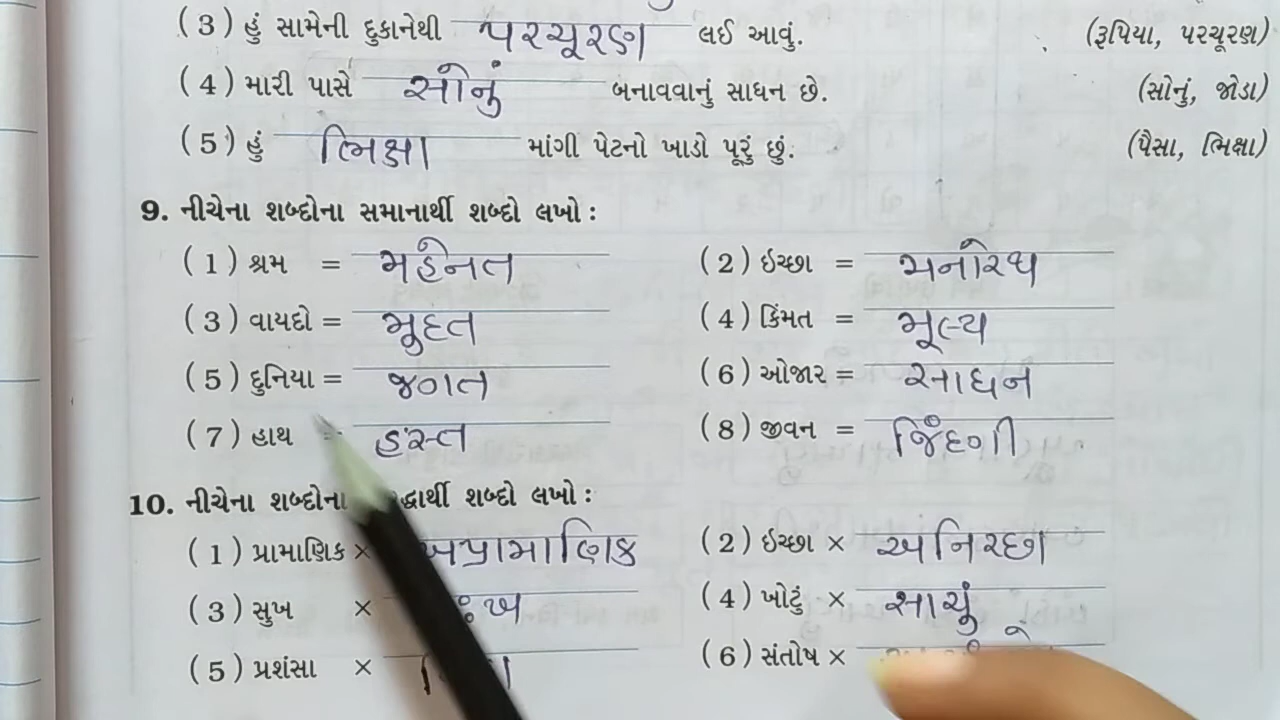 (3) હું સામેની દુકાનેથી પરચૂરણ લઈ આવું. (રૂપિયા, પરચૂરણ)
(4) મારી પાસે સોનું બનાવવાનું સાધન છે. (સોનું, જોડા)
(5) હું ભિક્ષા માંગી પેટનો ખાડો પૂરું છું. (પૈસા, ભિક્ષા)
9. નીચેના શબ્દોના સમાનાર્થી શબ્દો લખો :
(1) શ્રમ = મહેનત (2) ઇચ્છા = મનોરથ
(3) વાયદો = મુદત (4) કિંમત = મૂલ્ય
(5) દુનિયા = જગત (6) ઓજાર = સાધન
(7) હાથ = હસ્ત (8) જીવન = જિંદગી
10. નીચેના શબ્દોના દ્ધાર્થી શબ્દો લખો :
(1) પ્રામાણિક × અપ્રામાણિક (2) ઇચ્છા × અનિચ્છા
(3) સુખ × દુઃખ (4) ખોટું × સાચું
(5) પ્રશંસા × (6) સંતોષ ×